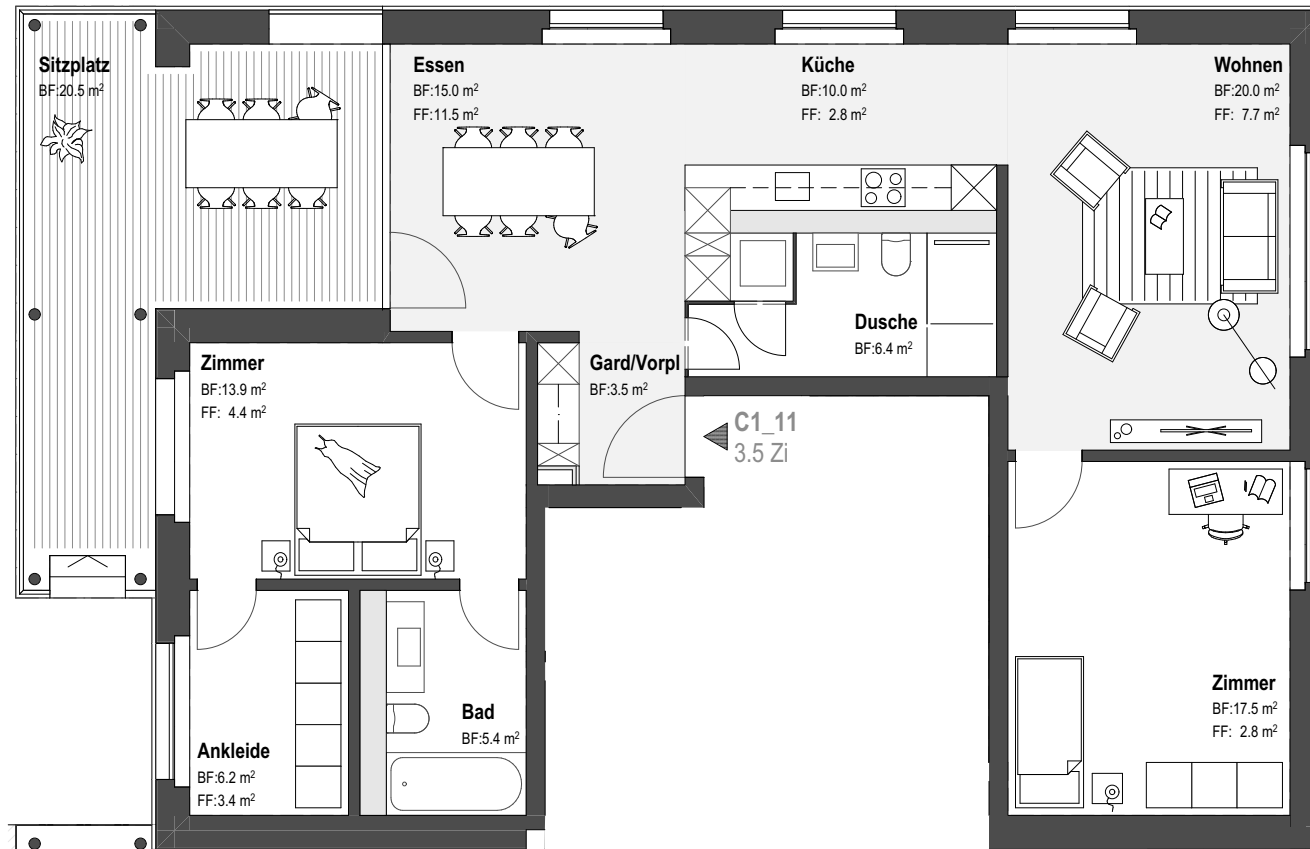 Sitzplatz
BF:20.5 m²
Essen
BF:15.0 m²
FF:11.5 m²
Küche
BF:10.0 m²
FF: 2.8 m²
Wohnen
BF:20.0 m²
FF: 7.7 m²
Zimmer
BF:13.9 m²
FF: 4.4 m²
Gard/Vorpl
BF:3.5 m²
Dusche
BF:6.4 m²
C1_11
3.5 Zi
Ankleide
BF:6.2 m²
FF:3.4 m²
Bad
BF:5.4 m²
Zimmer
BF:17.5 m²
FF: 2.8 m²